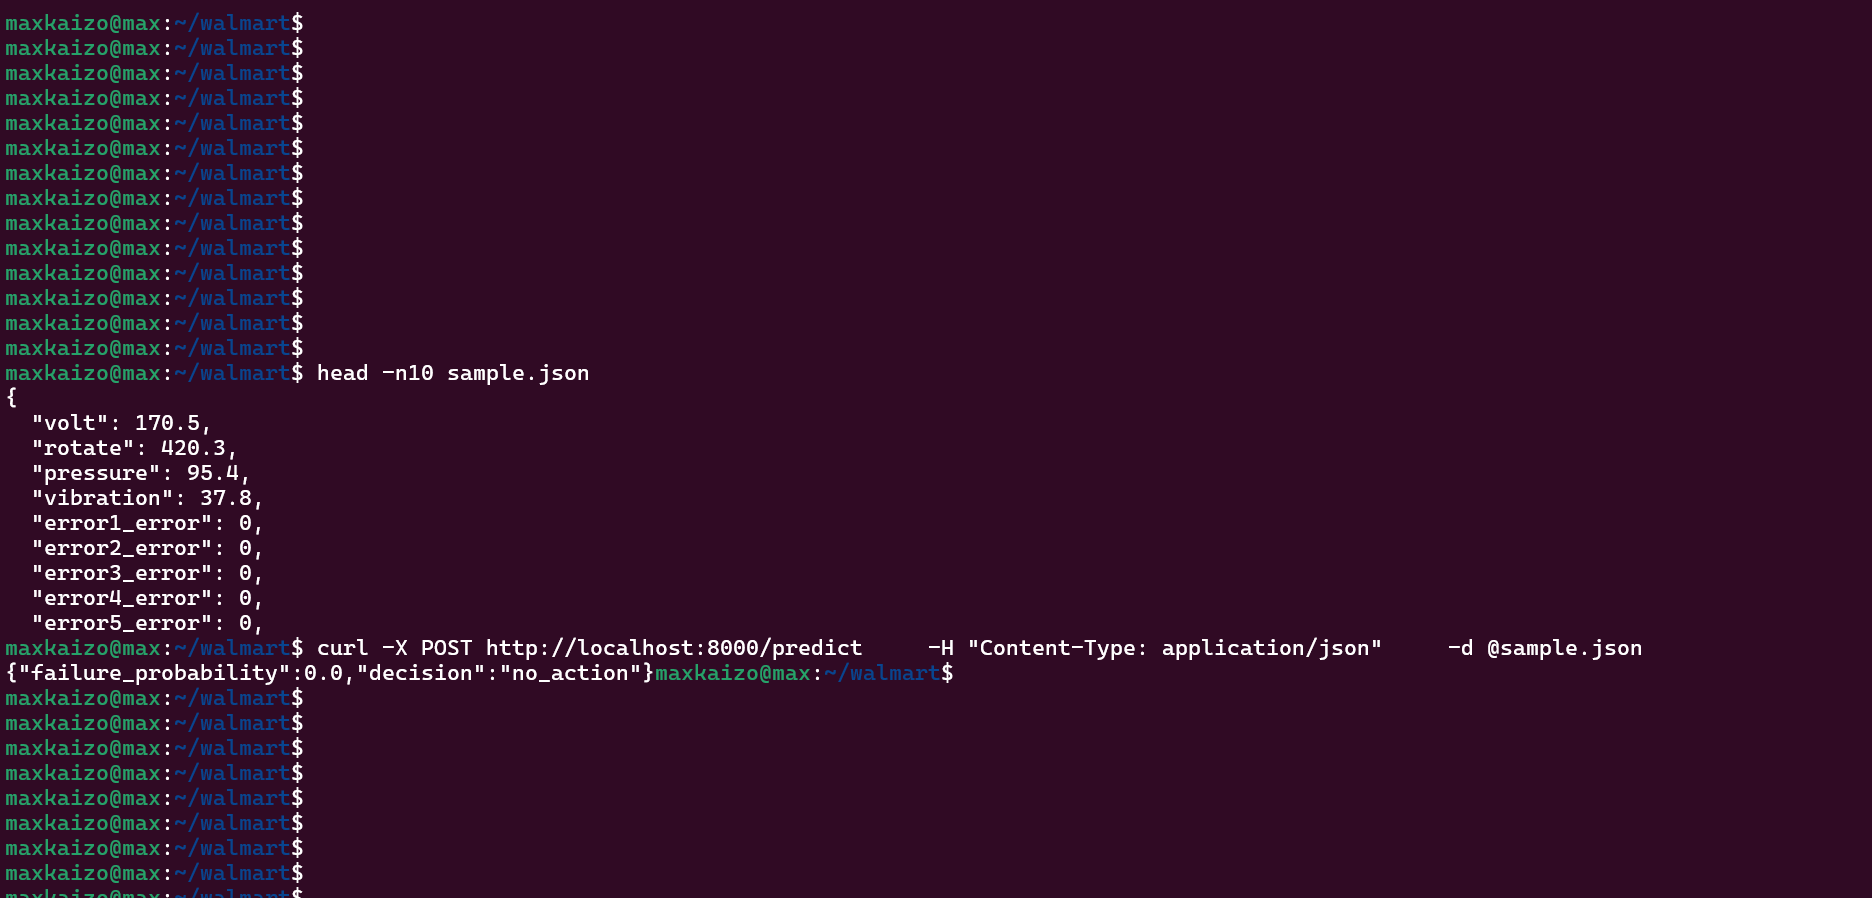 maxkaizo@max:~/walmart$
maxkaizo@max:~/walmart$
maxkaizo@max:~/walmart$
maxkaizo@max:~/walmart$
maxkaizo@max:~/walmart$
maxkaizo@max:~/walmart$
maxkaizo@max:~/walmart$
maxkaizo@max:~/walmart$
maxkaizo@max:~/walmart$
maxkaizo@max:~/walmart$
maxkaizo@max:~/walmart$
maxkaizo@max:~/walmart$
maxkaizo@max:~/walmart$
maxkaizo@max:~/walmart$
maxkaizo@max:~/walmart$ head -n10 sample.json
{
  "volt": 170.5,
  "rotate": 420.3,
  "pressure": 95.4,
  "vibration": 37.8,
  "error1_error": 0,
  "error2_error": 0,
  "error3_error": 0,
  "error4_error": 0,
  "error5_error": 0,
maxkaizo@max:~/walmart$ curl -X POST http://localhost:8000/predict     -H "Content-Type: application/json"     -d @sample.json
{"failure_probability":0.0,"decision":"no_action"}maxkaizo@max:~/walmart$
maxkaizo@max:~/walmart$
maxkaizo@max:~/walmart$
maxkaizo@max:~/walmart$
maxkaizo@max:~/walmart$
maxkaizo@max:~/walmart$
maxkaizo@max:~/walmart$
maxkaizo@max:~/walmart$
maxkaizo@max:~/walmart$
maxkaizo@max:~/walmart$